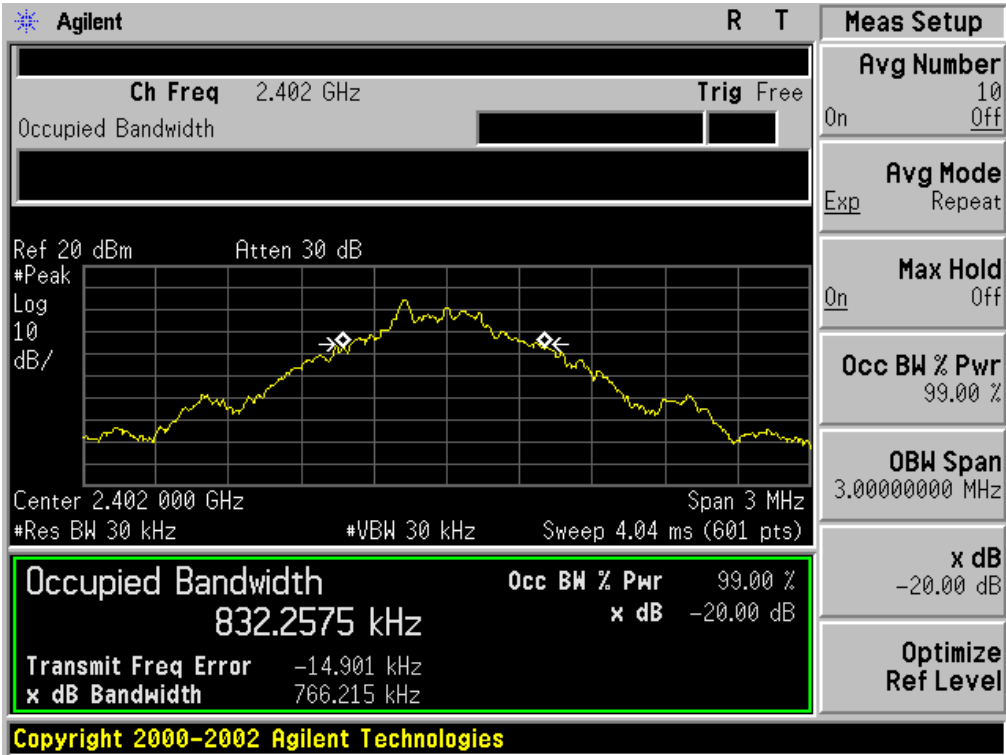 Agilent R T
Ch Freq 2.402 GHz Trig Free
Occupied Bandwidth
Ref 20 dBm Atten 30 dB
#Peak
Log
10
dB/
Center 2.402 000 GHz Span 3 MHz
#Res BW 30 kHz #VBW 30 kHz Sweep 4.04 ms (601 pts)
Occupied Bandwidth Occ BW % Pwr 99.00 %
832.2575 kHz x dB -20.00 dB
Transmit Freq Error -14.901 kHz
x dB Bandwidth 766.215 kHz
Copyright 2000-2002 Agilent Technologies
Meas Setup
Avg Number
10
On Off
Avg Mode
Exp Repeat
Max Hold
On Off
Occ BW % Pwr
99.00 %
OBW Span
3.00000000 MHz
x dB
-20.00 dB
Optimize
Ref Level